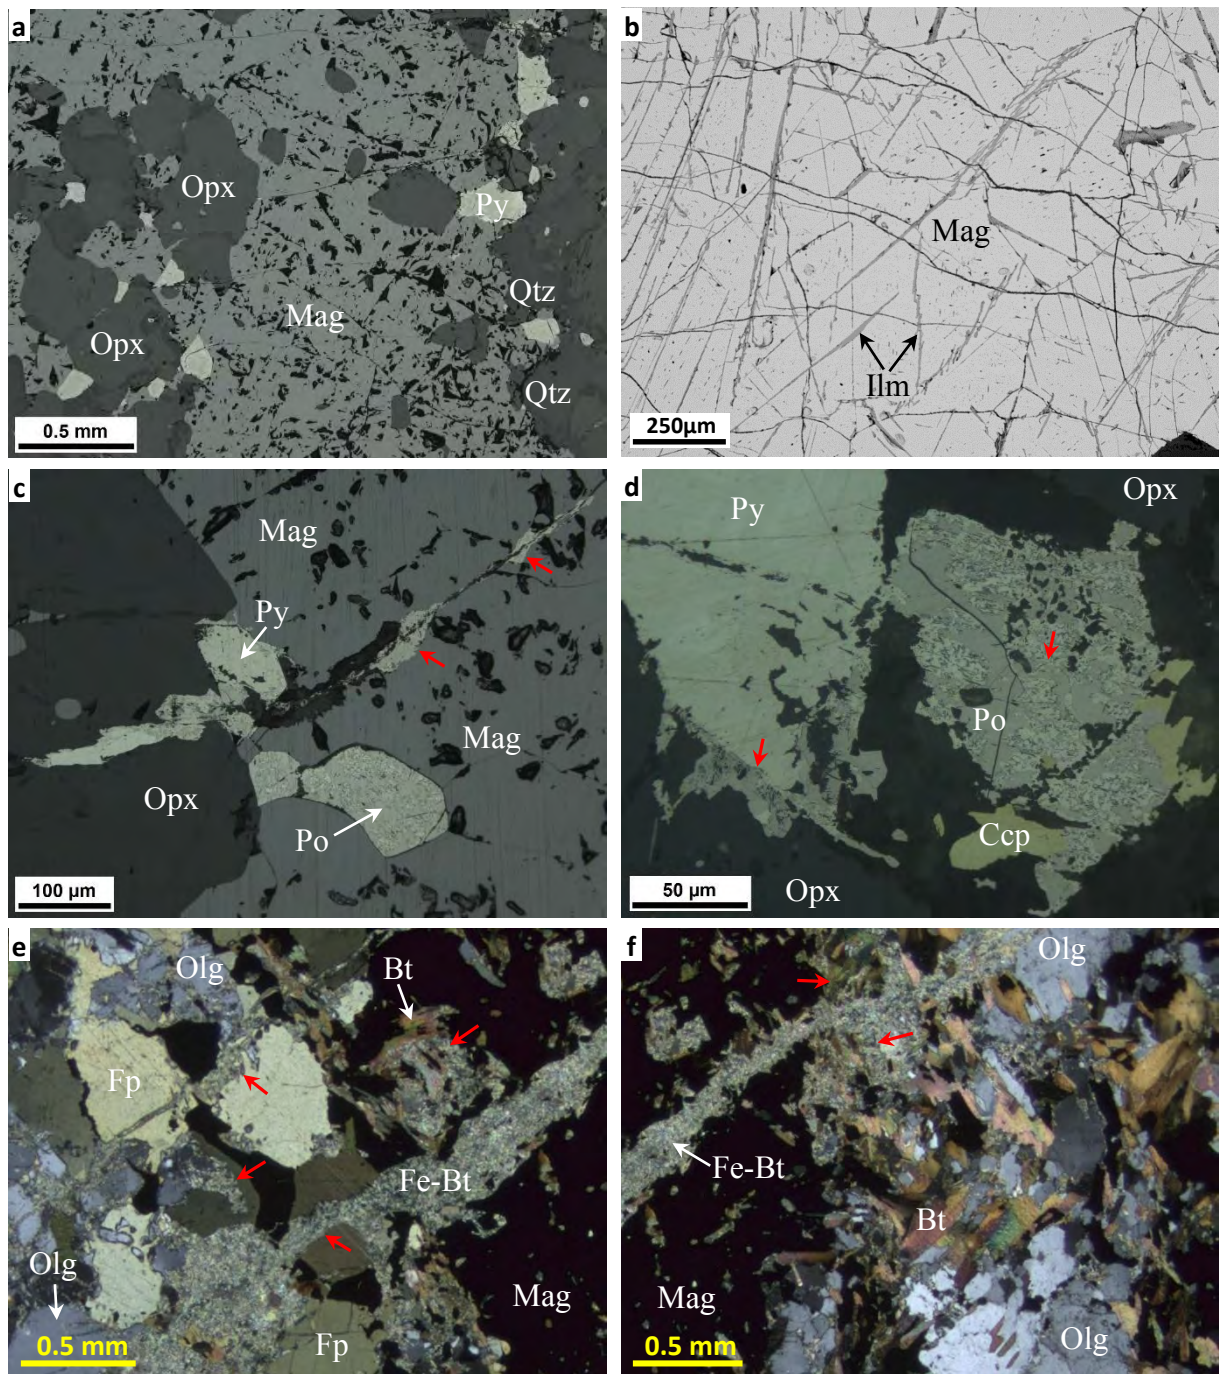 a
Opx
Py
Qtz
Mag
Opx
Qtz
0.5 mm
b
Mag
Ilm
250µm
c
Mag
Py
Mag
Opx
Po
100 µm
d
Opx
Py
Po
Ccp
Opx
50 µm
e
Olg
Bt
Fp
Fe-Bt
Olg
Mag
Fp
0.5 mm
f
Olg
Fe-Bt
Bt
Mag
Olg
0.5 mm